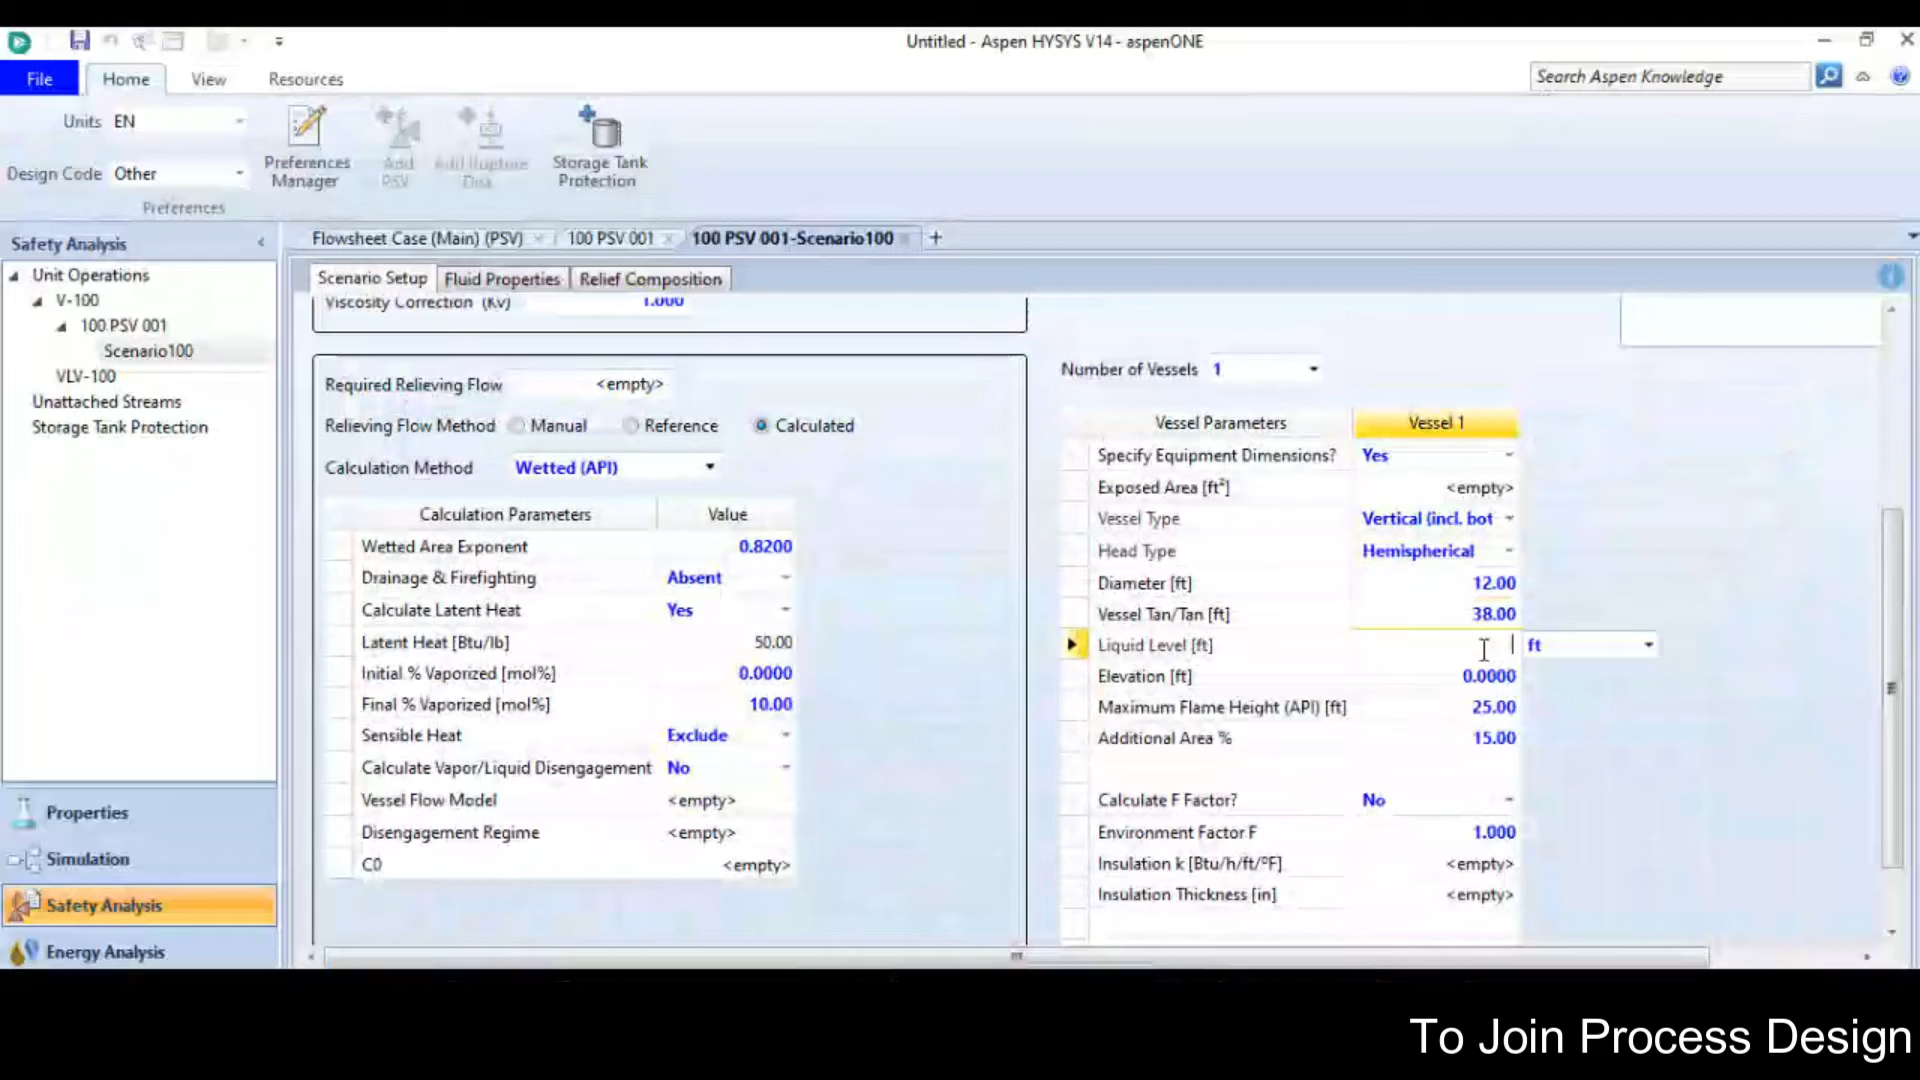 Untitled - Aspen HYSYS V14 - aspenONE
File Home View Resources
Search Aspen Knowledge
Units EN
Design Code Other
Preferences
Preferences Manager
Add PSV
Add Rupture Disk
Storage Tank Protection
Safety Analysis
Unit Operations
V-100
100 PSV 001
Scenario100
VLV-100
Unattached Streams
Storage Tank Protection
Properties
Simulation
Safety Analysis
Energy Analysis
Flowsheet Case (Main) (PSV) 100 PSV 001 100 PSV 001-Scenario100 +
Scenario Setup Fluid Properties Relief Composition
Viscosity Correction (Kv) 1.000
Required Relieving Flow <empty>
Relieving Flow Method Manual Reference Calculated
Calculation Method Wetted (API)
Calculation Parameters Value
Wetted Area Exponent 0.8200
Drainage & Firefighting Absent
Calculate Latent Heat Yes
Latent Heat [Btu/lb] 50.00
Initial % Vaporized [mol%] 0.0000
Final % Vaporized [mol%] 10.00
Sensible Heat Exclude
Calculate Vapor/Liquid Disengagement No
Vessel Flow Model <empty>
Disengagement Regime <empty>
C0 <empty>
Number of Vessels 1
Vessel Parameters Vessel 1
Specify Equipment Dimensions? Yes
Exposed Area [ft²] <empty>
Vessel Type Vertical (incl. bot
Head Type Hemispherical
Diameter [ft] 12.00
Vessel Tan/Tan [ft] 38.00
Liquid Level [ft] ft
Elevation [ft] 0.0000
Maximum Flame Height (API) [ft] 25.00
Additional Area % 15.00
Calculate F Factor? No
Environment Factor F 1.000
Insulation k [Btu/h/ft/°F] <empty>
Insulation Thickness [in] <empty>
To Join Process Design